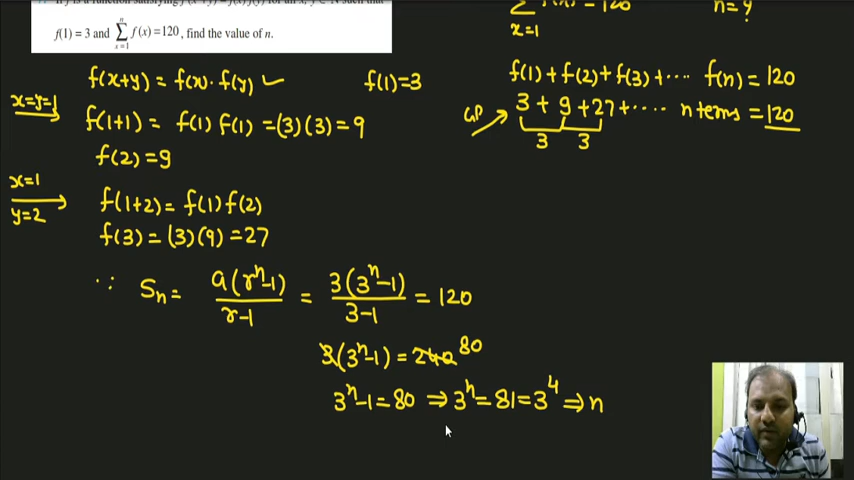 f(1) = 3 and ∑ f(x) = 120, find the value of n.
n
x=1
x=1
n=?
f(x+y) = f(x)·f(y) ✓ f(1)=3
x=y=1
f(1+1) = f(1) f(1) = (3)(3) = 9
f(2) = 9
x=1
y=2
f(1+2) = f(1) f(2)
f(3) = (3)(9) = 27
f(1) + f(2) + f(3) + ···· f(n) = 120
GP 3 + 9 + 27 + ···· n terms = 120
3 3
∵ Sn = a(r^n-1)/(r-1) = 3(3^n-1)/(3-1) = 120
3(3^n-1) = 240 80
3^n-1 = 80 ⇒ 3^n = 81 = 3^4 ⇒ n